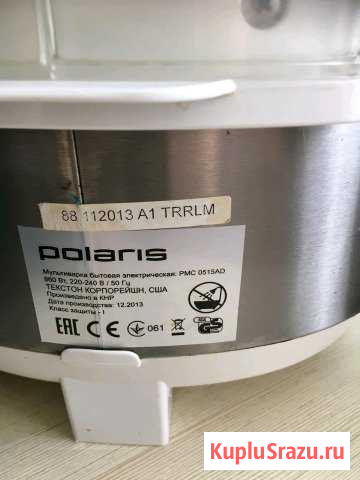 88 112013 A1 TRRLM
polaris
Мультиварка бытовая электрическая: PMC 0515AD
860 Вт, 220-240 В / 50 Гц
ТЕКСТОН КОРПОРЕЙШН, США
Произведено в КНР
Дата производства: 12.2013
Класс защиты - I
EAC CE 061 GS
KupluSrazu.ru